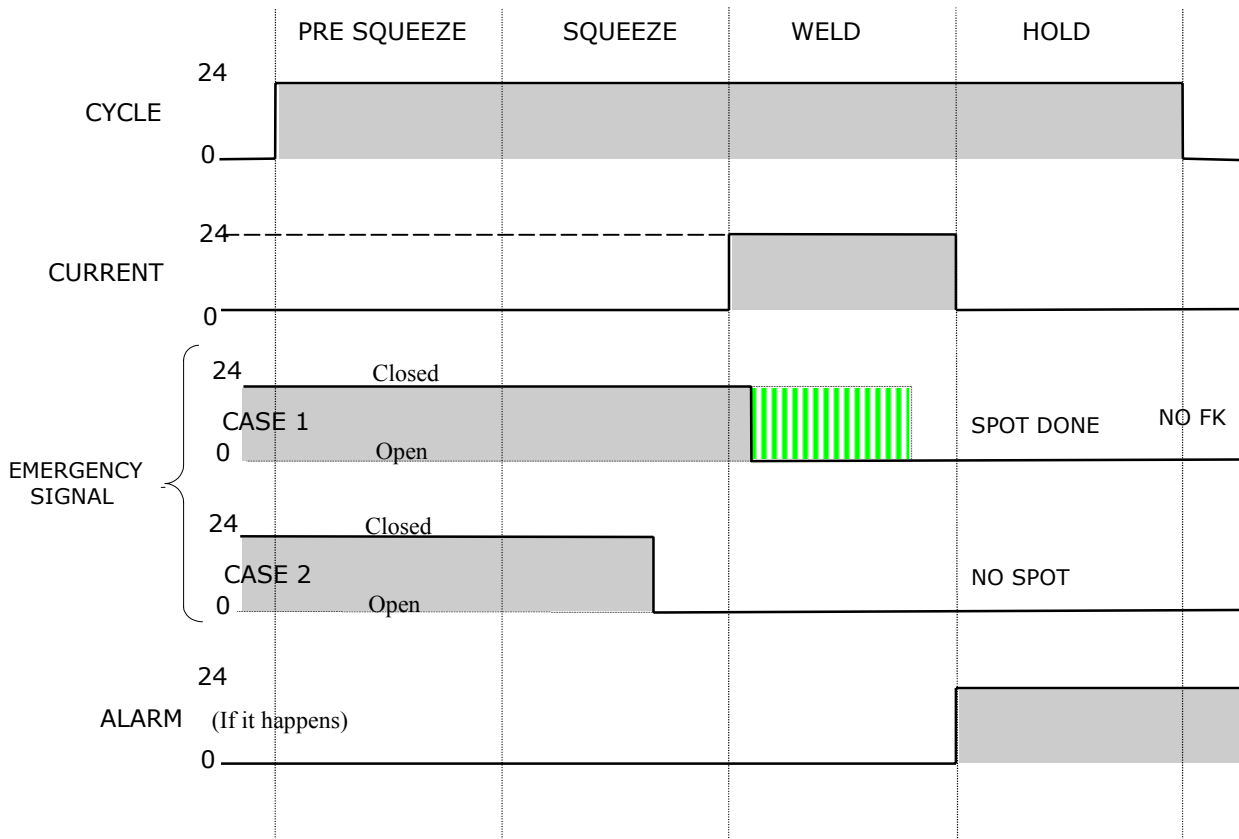 PRE SQUEEZE
SQUEEZE
WELD
HOLD
24
CYCLE
0
24
CURRENT
0
EMERGENCY
SIGNAL
24
Closed
CASE 1
SPOT DONE
NO FK
0
Open
24
Closed
CASE 2
NO SPOT
0
Open
24
ALARM
(If it happens)
0